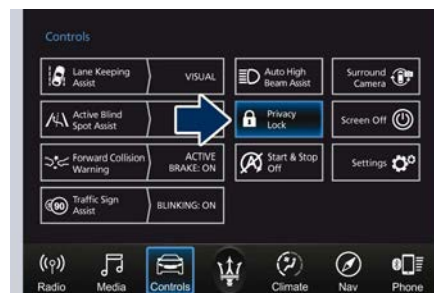 Controls
Lane Keeping
Assist
VISUAL
Auto High
Beam Assist
Surround
Camera
Active Blind
Spot Assist
Privacy
Lock
Screen Off
Forward Collision
Warning
ACTIVE
BRAKE: ON
Start & Stop
Off
Settings
90
Traffic Sign
Assist
BLINKING: ON
Radio
Media
Controls
Climate
Nav
Phone